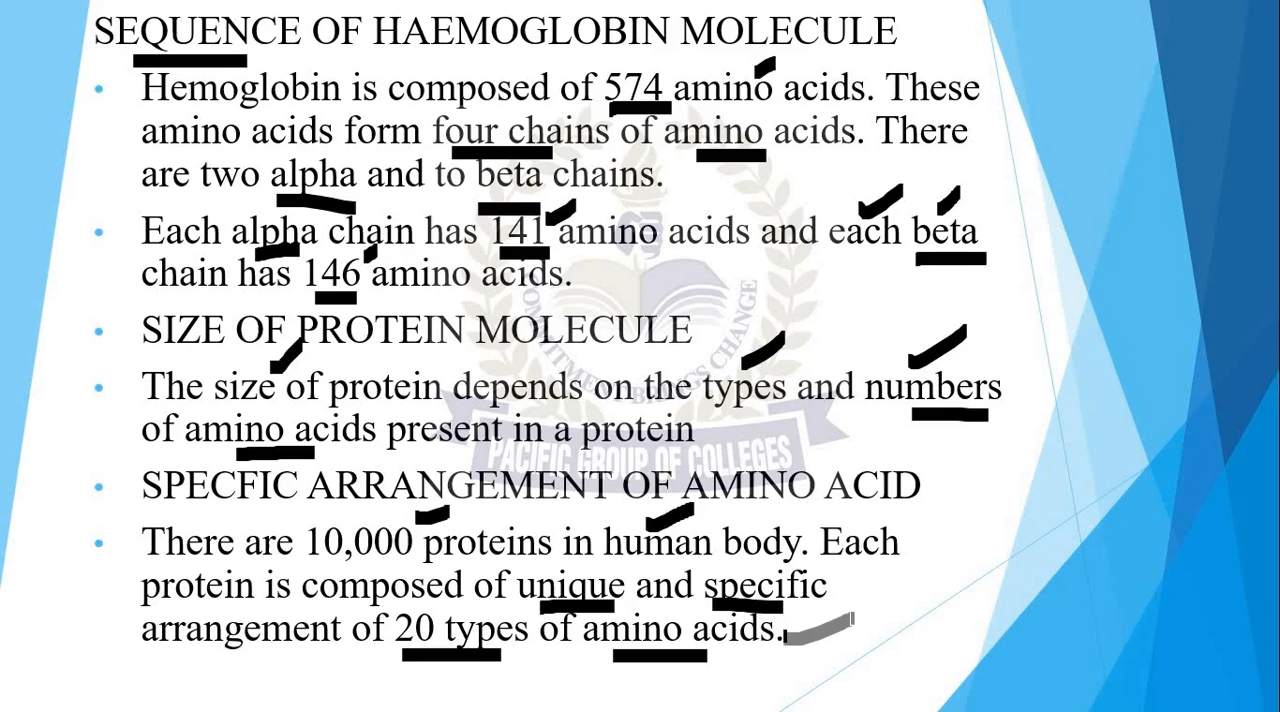 SEQUENCE OF HAEMOGLOBIN MOLECULE
• Hemoglobin is composed of 574 amino acids. These
amino acids form four chains of amino acids. There
are two alpha and to beta chains.
• Each alpha chain has 141 amino acids and each beta
chain has 146 amino acids.
• SIZE OF PROTEIN MOLECULE
• The size of protein depends on the types and numbers
of amino acids present in a protein
• SPECFIC ARRANGEMENT OF AMINO ACID
• There are 10,000 proteins in human body. Each
protein is composed of unique and specific
arrangement of 20 types of amino acids.
COMMITMENT BRINGS CHANGE
PACIFIC GROUP OF COLLEGES